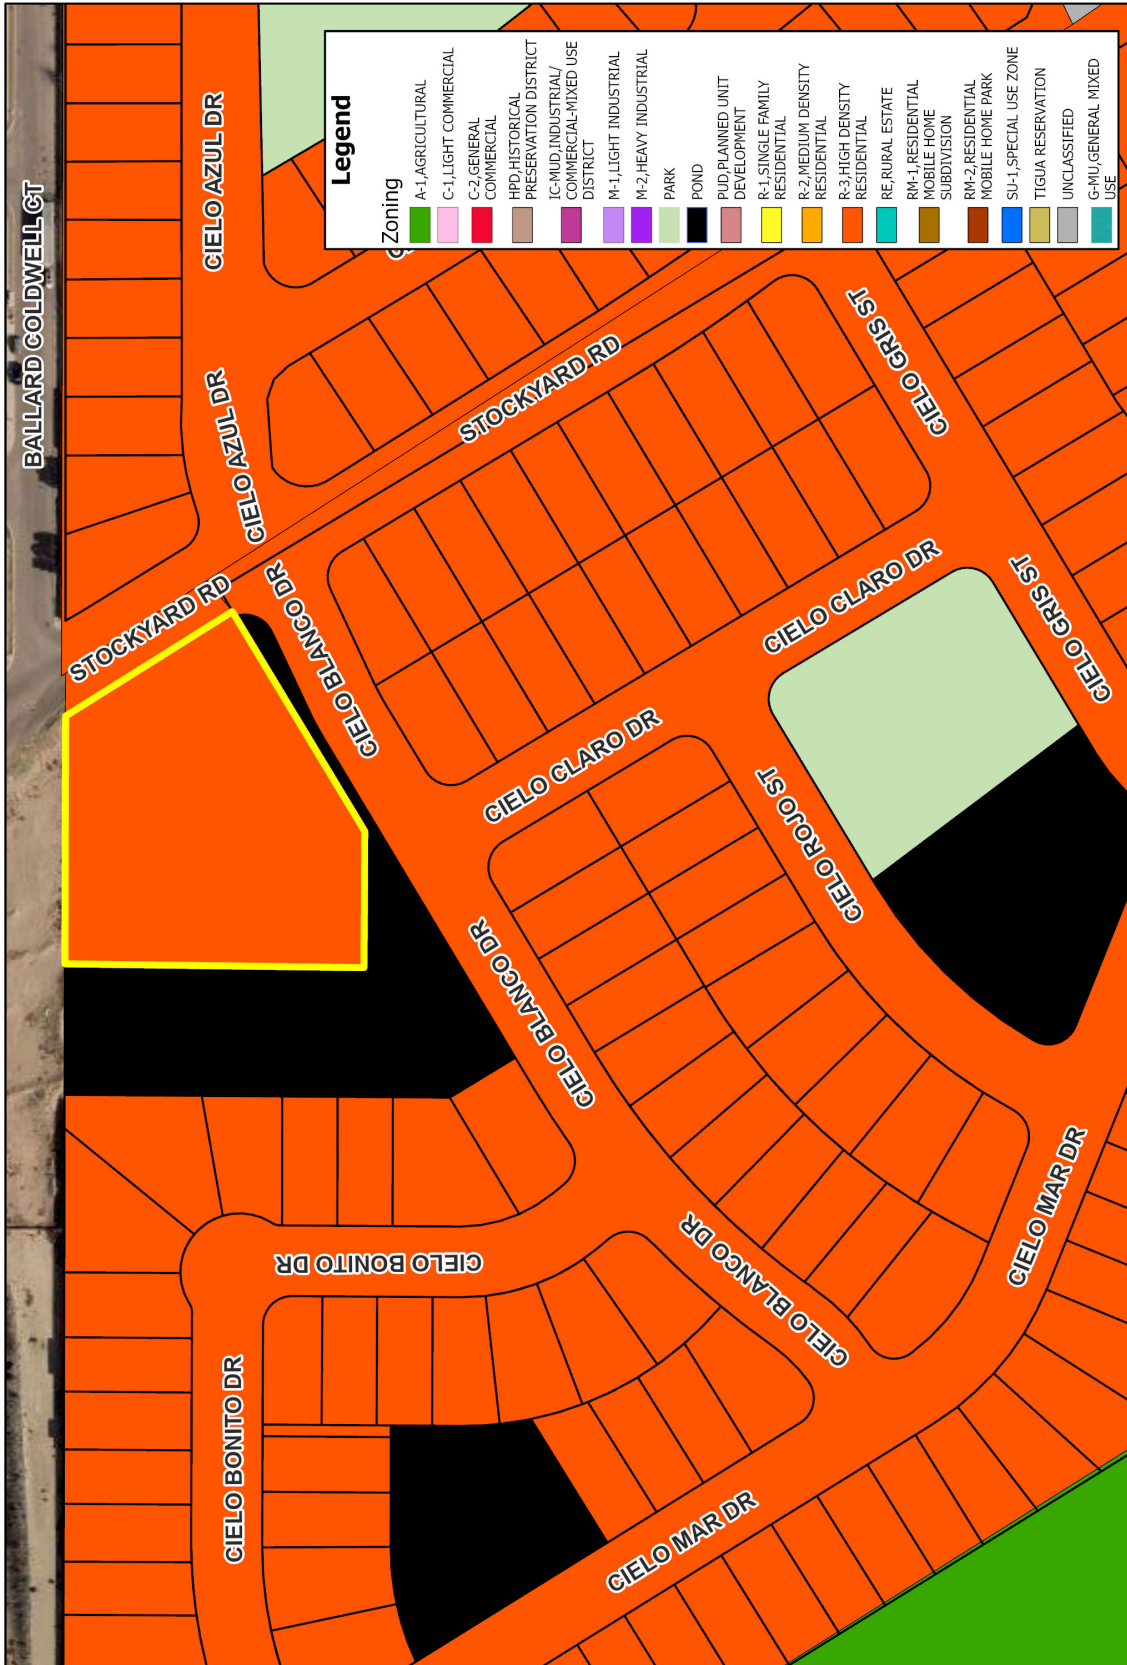 BALLARD COLDWELL CT
CIELO AZUL DR
CIELO AZUL DR
STOCKYARD RD
STOCKYARD RD
CIELO BLANCO DR
CIELO GRIS ST
CIELO GRIS ST
CIELO CLARO DR
CIELO CLARO DR
CIELO ROJO ST
CIELO BLANCO DR
CIELO BLANCO DR
CIELO BONITO DR
CIELO BONITO DR
CIELO MAR DR
CIELO MAR DR
Legend
Zoning
A-1,AGRICULTURAL
C-1,LIGHT COMMERCIAL
C-2,GENERAL
COMMERCIAL
HPD,HISTORICAL
PRESERVATION DISTRICT
IC-MUD,INDUSTRIAL/
COMMERCIAL-MIXED USE
DISTRICT
M-1,LIGHT INDUSTRIAL
M-2,HEAVY INDUSTRIAL
PARK
POND
PUD,PLANNED UNIT
DEVELOPMENT
R-1,SINGLE FAMILY
RESIDENTIAL
R-2,MEDIUM DENSITY
RESIDENTIAL
R-3,HIGH DENSITY
RESIDENTIAL
RE,RURAL ESTATE
RM-1,RESIDENTIAL
MOBILE HOME
SUBDIVISION
RM-2,RESIDENTIAL
MOBILE HOME PARK
SU-1,SPECIAL USE ZONE
TIGUA RESERVATION
UNCLASSIFIED
G-MU,GENERAL MIXED
USE